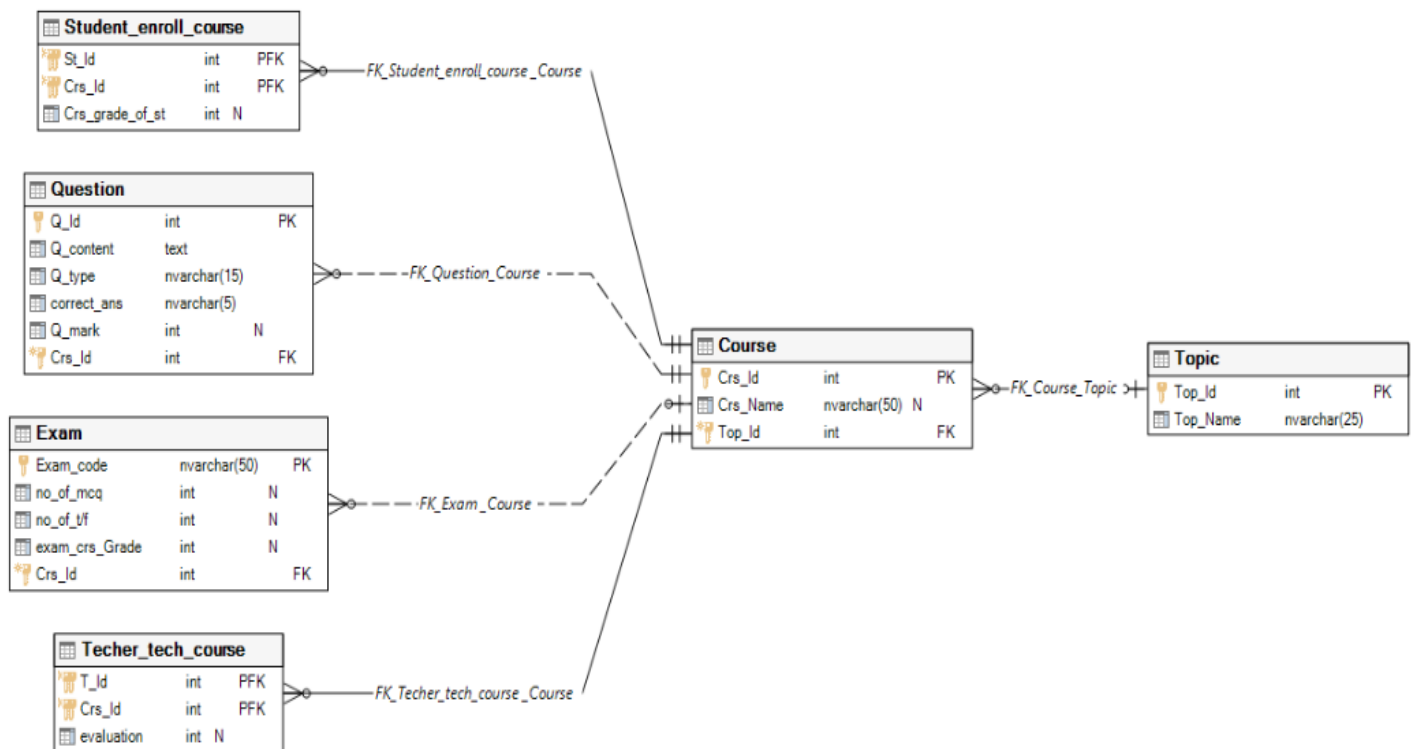 Student_enroll_course
St_Id int PFK
Crs_Id int PFK
Crs_grade_of_st int N
FK_Student_enroll_course_Course
Question
Q_Id int PK
Q_content text
Q_type nvarchar(15)
correct_ans nvarchar(5)
Q_mark int N
Crs_Id int FK
FK_Question_Course
Course
Crs_Id int PK
Crs_Name nvarchar(50) N
Top_Id int FK
FK_Course_Topic
Topic
Top_Id int PK
Top_Name nvarchar(25)
Exam
Exam_code nvarchar(50) PK
no_of_mcq int N
no_of_t/f int N
exam_crs_Grade int N
Crs_Id int FK
FK_Exam_Course
Techer_tech_course
T_Id int PFK
Crs_Id int PFK
evaluation int N
FK_Techer_tech_course_Course